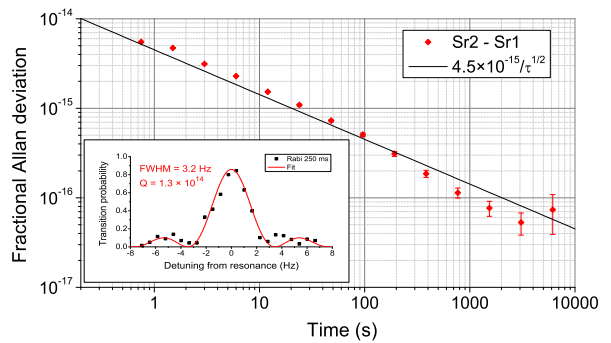 10⁻¹⁴
10⁻¹⁵
10⁻¹⁶
10⁻¹⁷
Fractional Allan deviation
Sr2 - Sr1
4.5×10⁻¹⁵/τ¹/²
1.0
0.8
0.6
0.4
0.2
0.0
Transition probability
FWHM = 3.2 Hz
Q = 1.3 × 10¹⁴
Rabi 250 ms
Fit
-8 -6 -4 -2 0 2 4 6 8
Detuning from resonance (Hz)
1 10 100 1000 10000
Time (s)